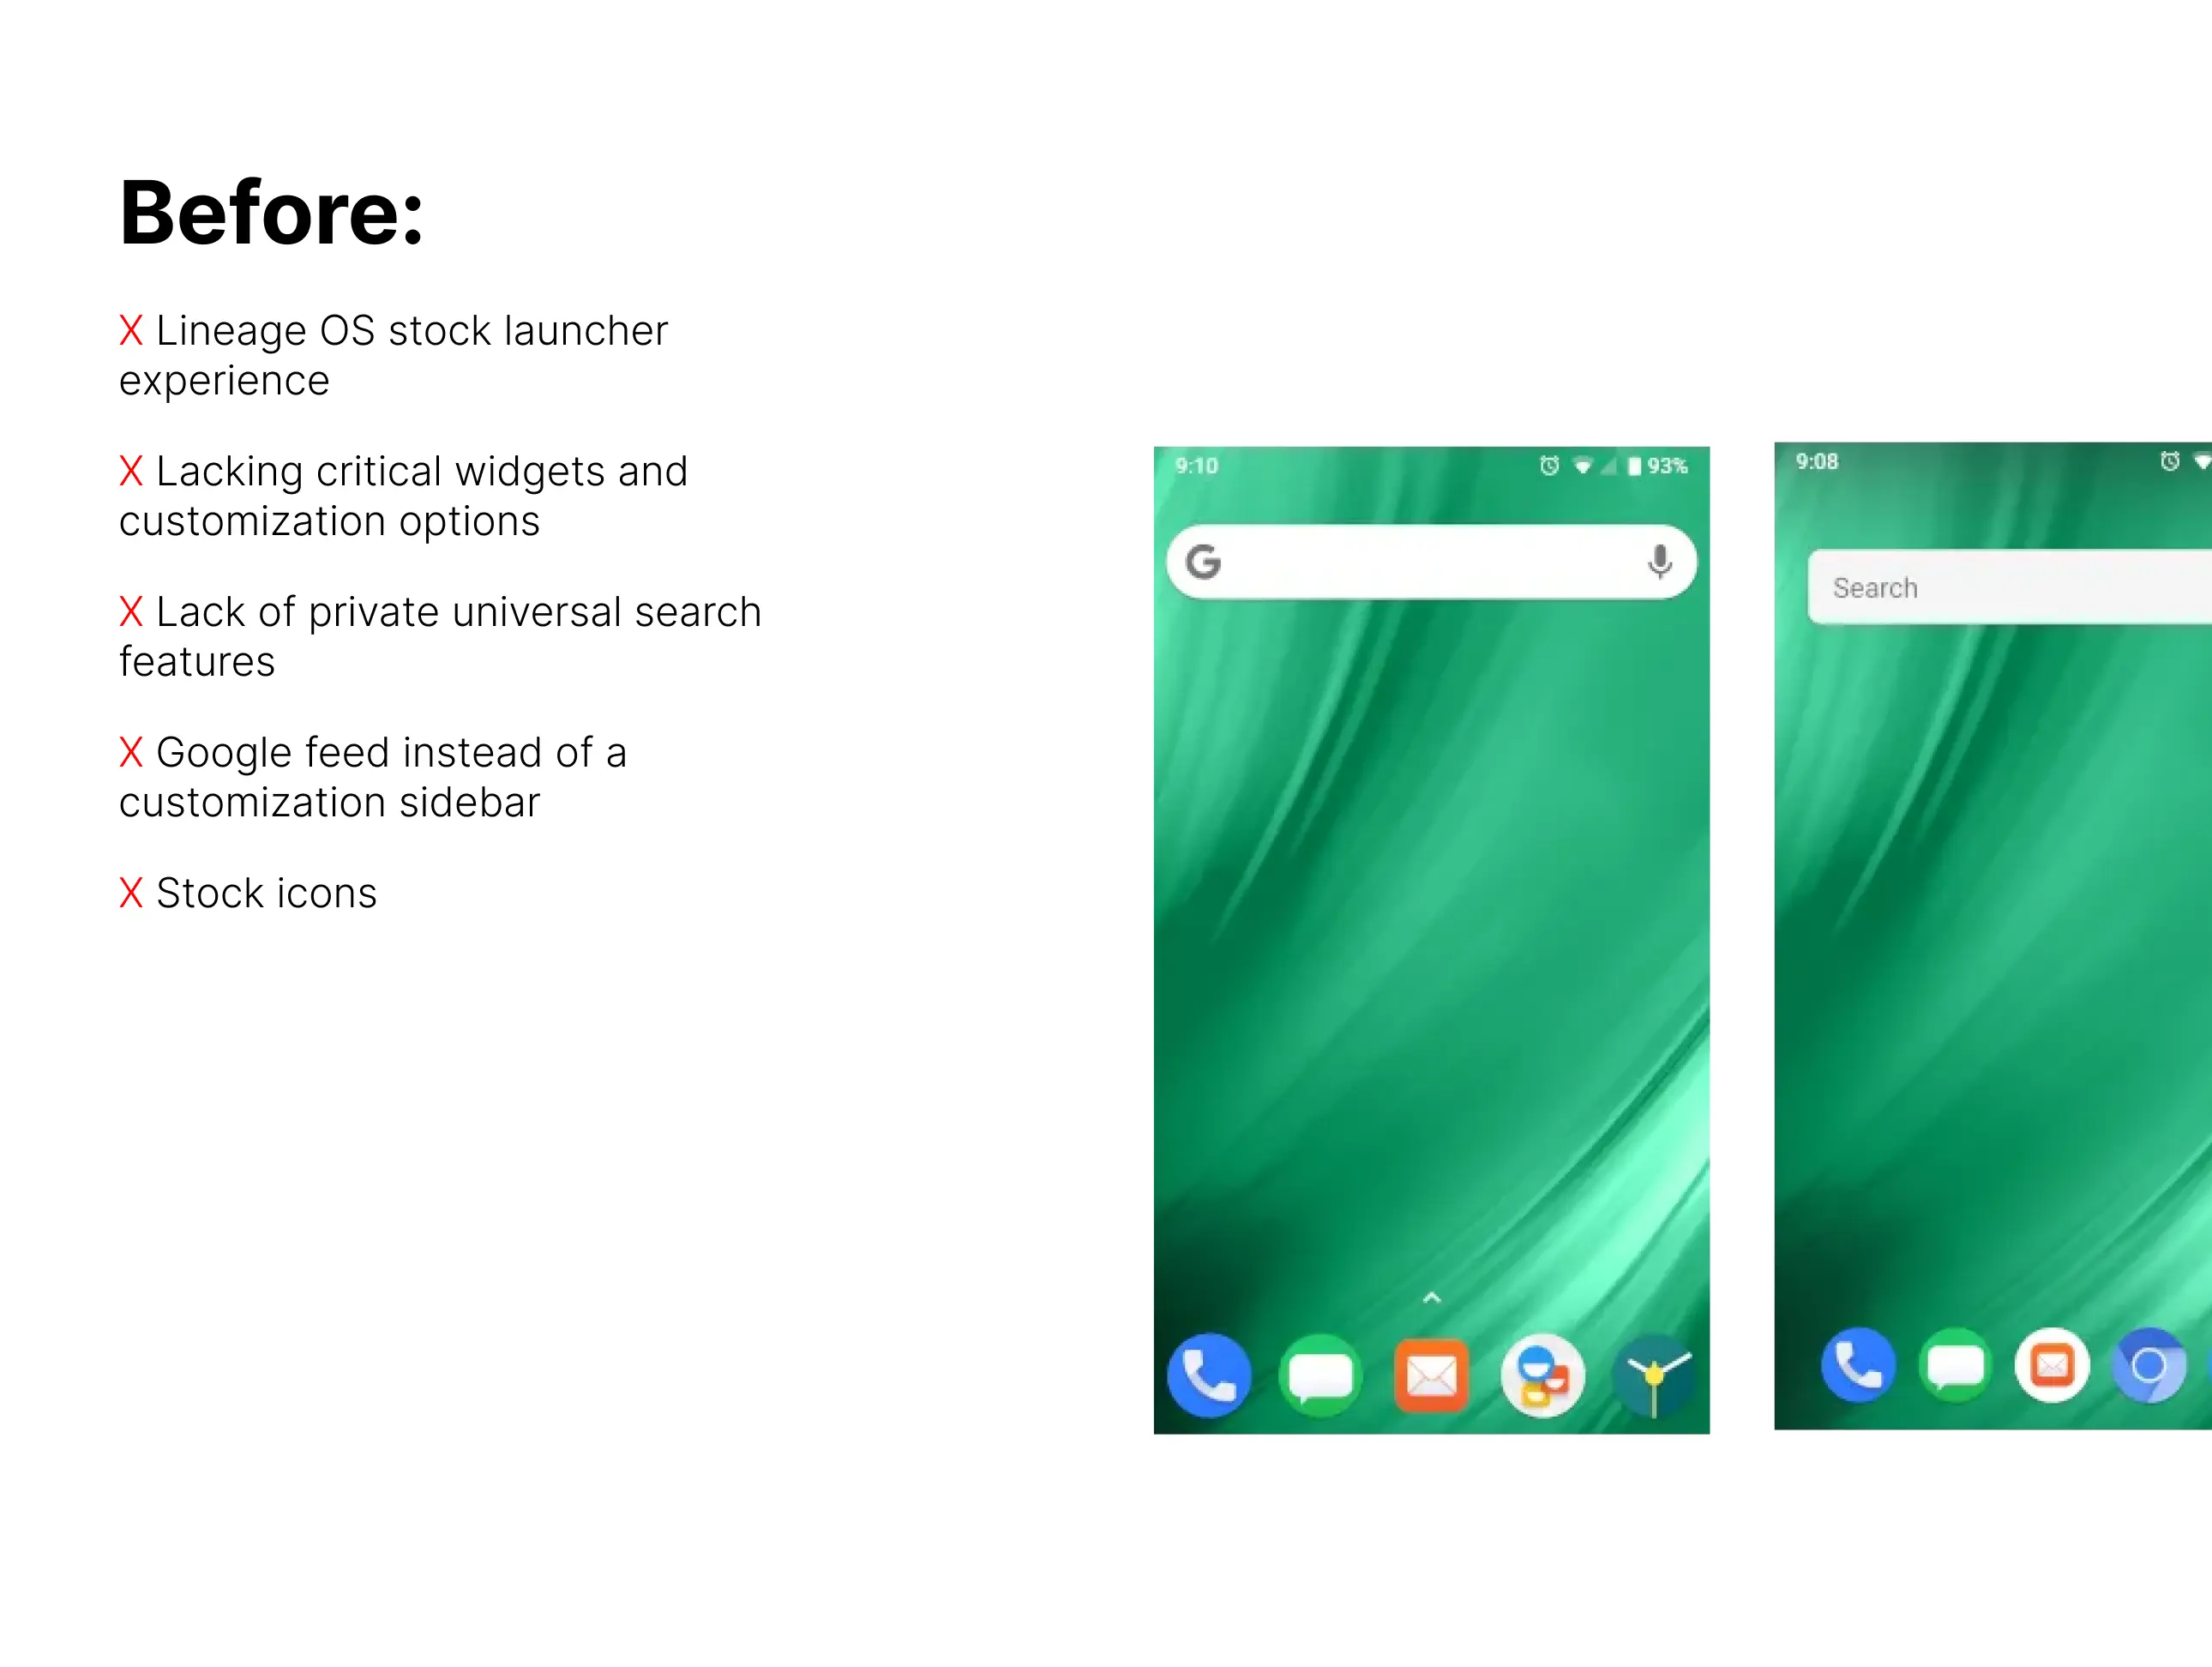 Before:
X Lineage OS stock launcher
experience
X Lacking critical widgets and
customization options
X Lack of private universal search
features
X Google feed instead of a
customization sidebar
X Stock icons
9:10 93%
G
9:08
Search